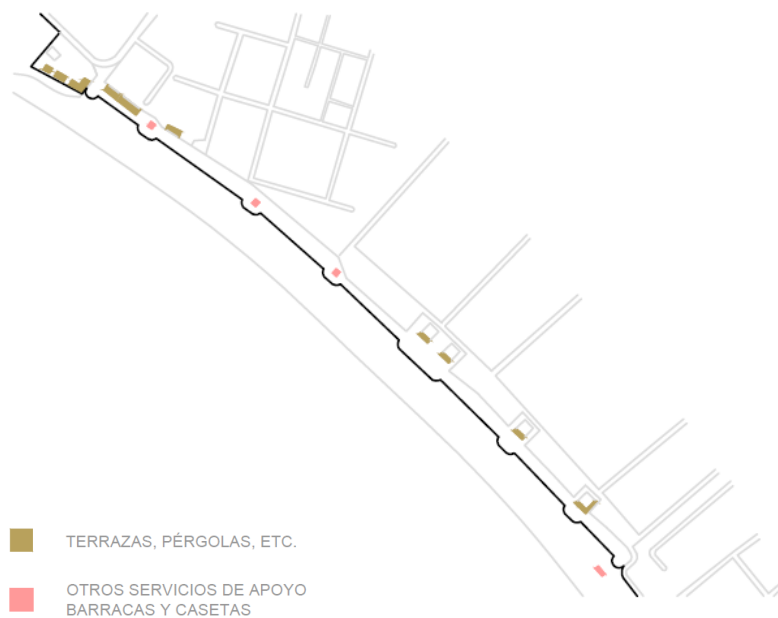 TERRAZAS, PÉRGOLAS, ETC.
OTROS SERVICIOS DE APOYO
BARRACAS Y CASETAS